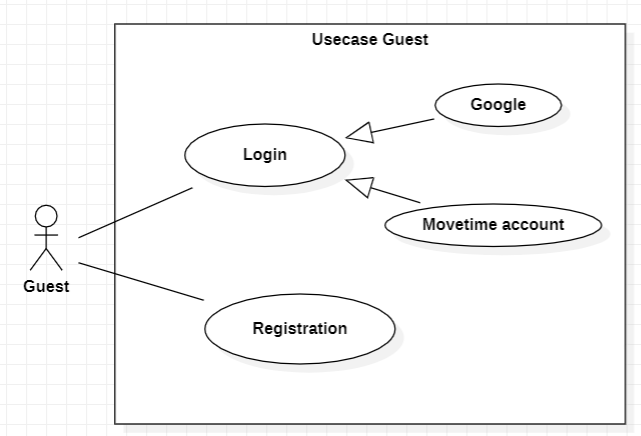 Usecase Guest
Google
Login
Movetime account
Guest
Registration